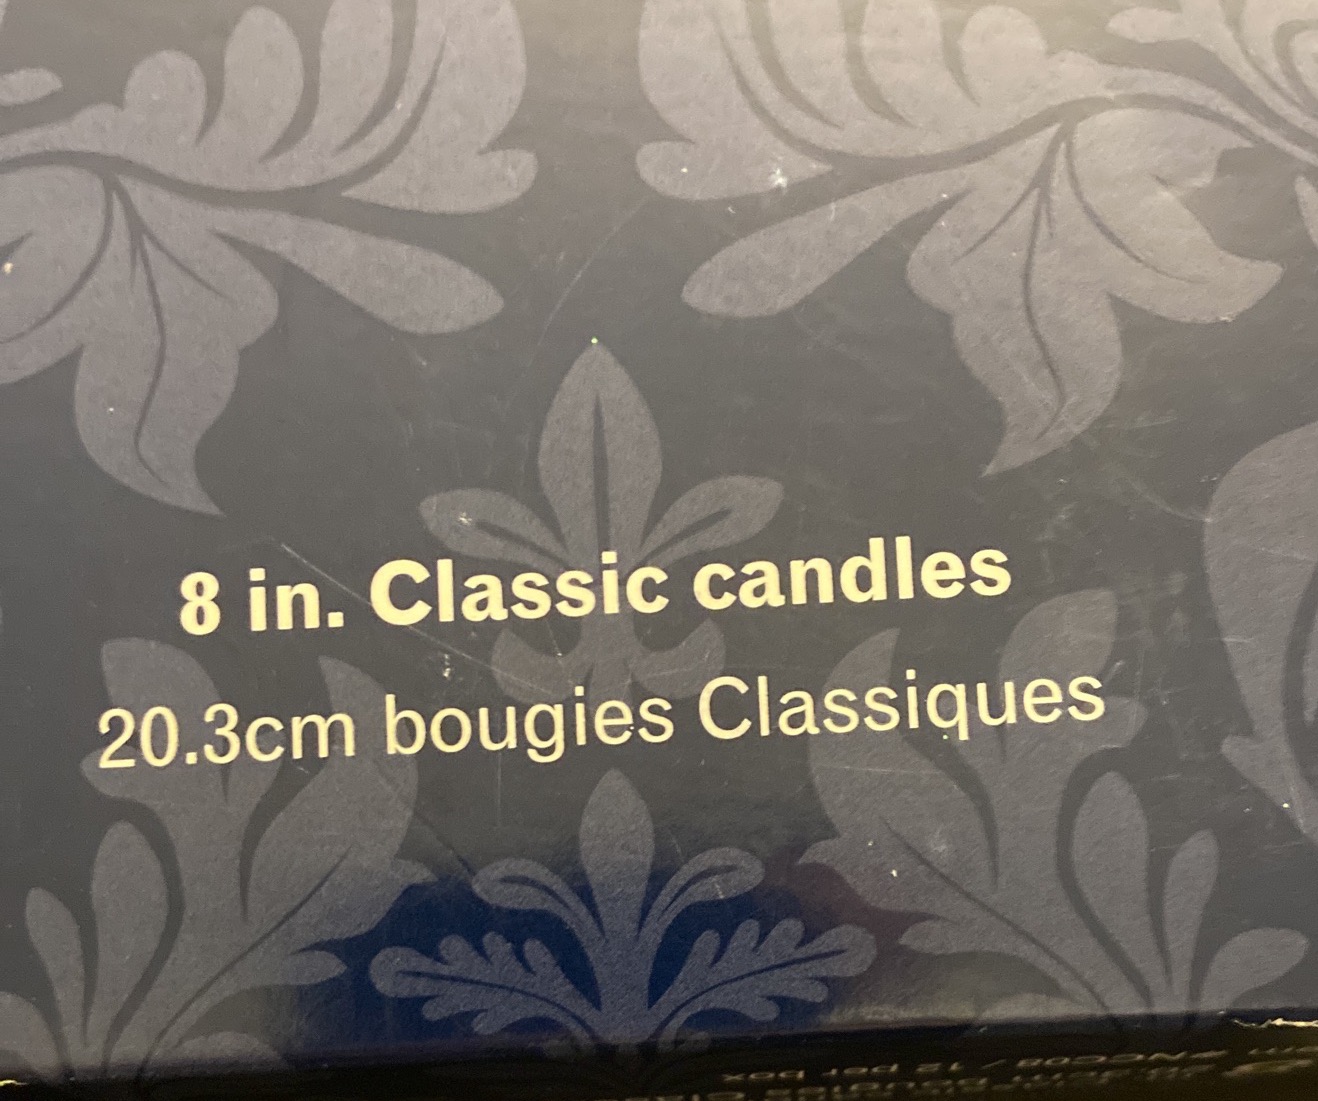 8 in. Classic candles
20.3cm bougies Classiques